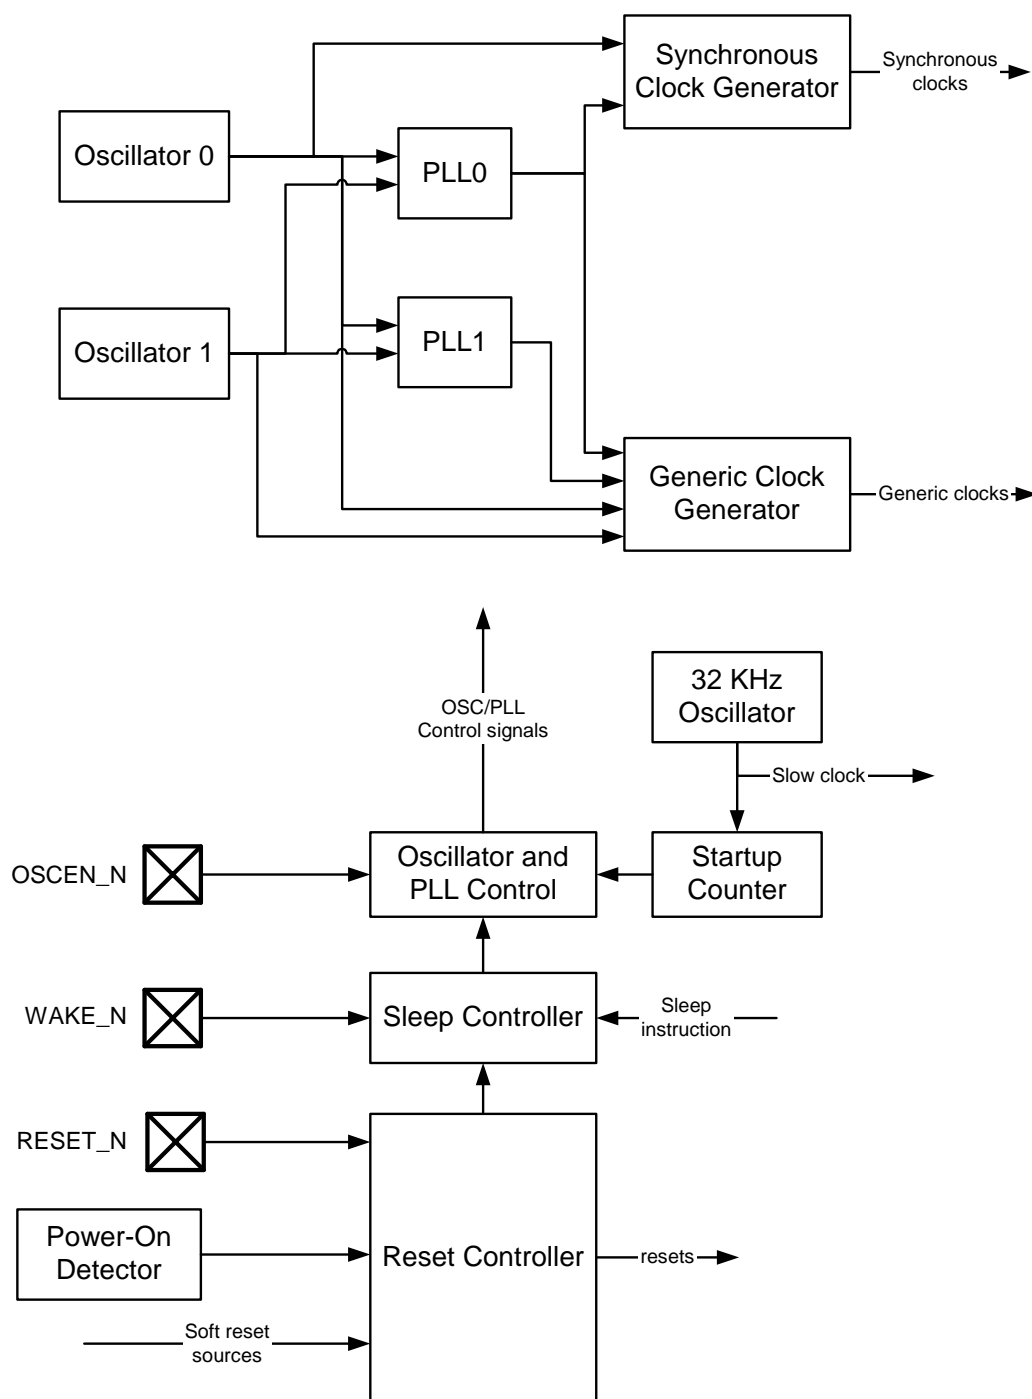 Synchronous
Clock Generator
Synchronous
clocks
Oscillator 0
PLL0
Oscillator 1
PLL1
Generic Clock
Generator
Generic clocks
OSC/PLL
Control signals
32 KHz
Oscillator
Slow clock
OSCEN_N
Oscillator and
PLL Control
Startup
Counter
WAKE_N
Sleep Controller
Sleep
instruction
RESET_N
Power-On
Detector
Reset Controller
resets
Soft reset
sources